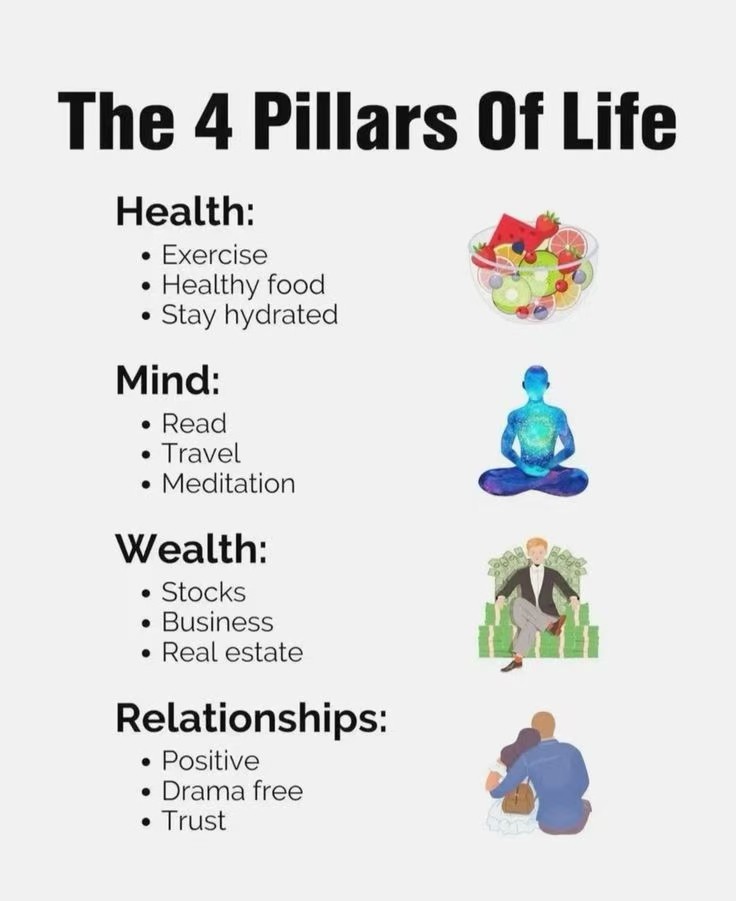 The 4 Pillars Of Life
Health:
• Exercise
• Healthy food
• Stay hydrated
Mind:
• Read
• Travel
• Meditation
Wealth:
• Stocks
• Business
• Real estate
Relationships:
• Positive
• Drama free
• Trust